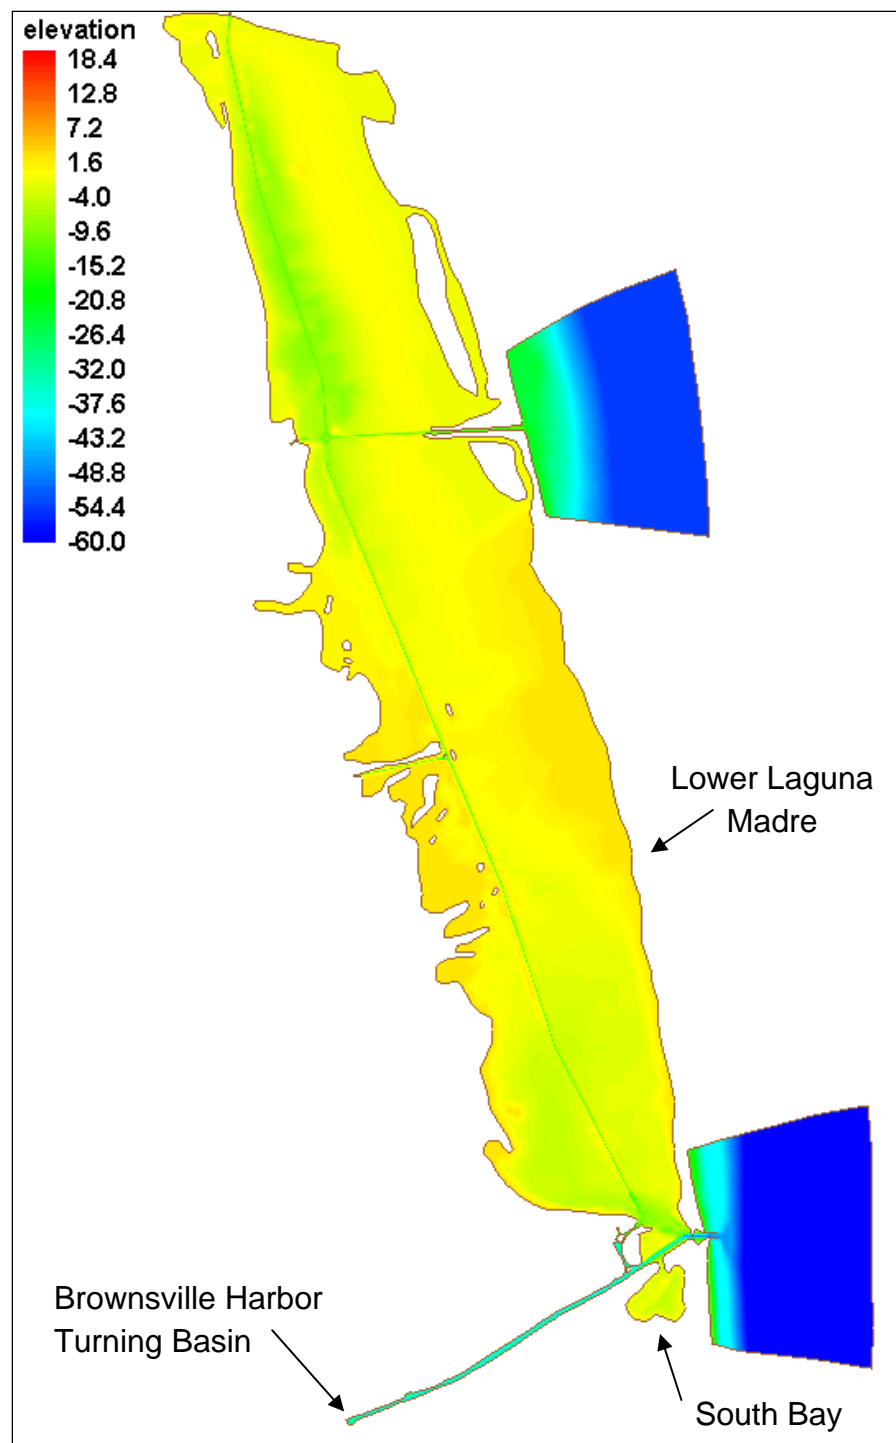 elevation
18.4
12.8
7.2
1.6
-4.0
-9.6
-15.2
-20.8
-26.4
-32.0
-37.6
-43.2
-48.8
-54.4
-60.0
Lower Laguna
Madre
Brownsville Harbor
Turning Basin
South Bay